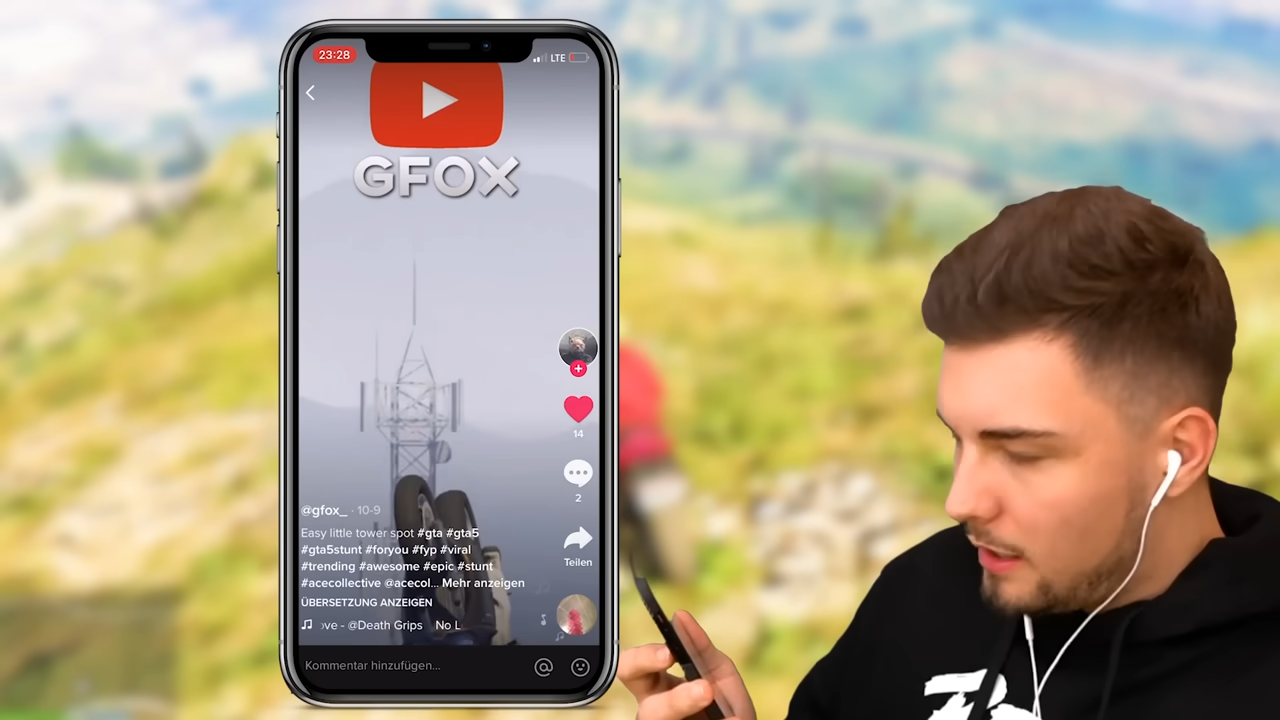 23:28
LTE
GFOX
14
2
@gfox_ · 10-9
Easy little tower spot #gta #gta5
#gta5stunt #foryou #fyp #viral
#trending #awesome #epic #stunt
#acecollective @acecol... Mehr anzeigen
Teilen
ÜBERSETZUNG ANZEIGEN
ve - @Death Grips No L
Kommentar hinzufügen...